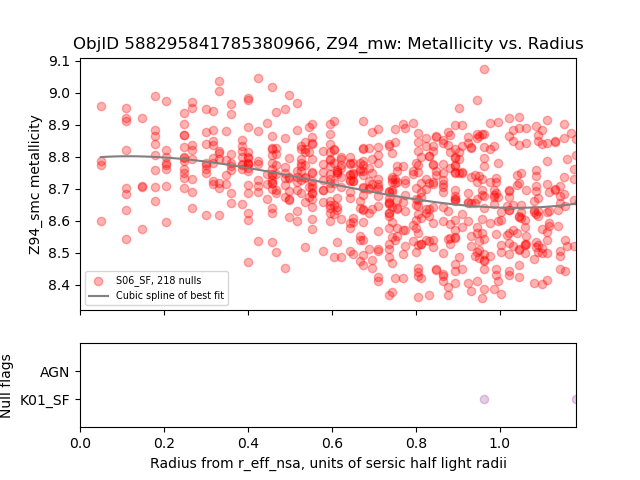 ObjID 588295841785380966, Z94_mw: Metallicity vs. Radius
Z94_smc metallicity
9.1
9.0
8.9
8.8
8.7
8.6
8.5
8.4
S06_SF, 218 nulls
Cubic spline of best fit
Null flags
AGN
K01_SF
0.0 0.2 0.4 0.6 0.8 1.0
Radius from r_eff_nsa, units of sersic half light radii